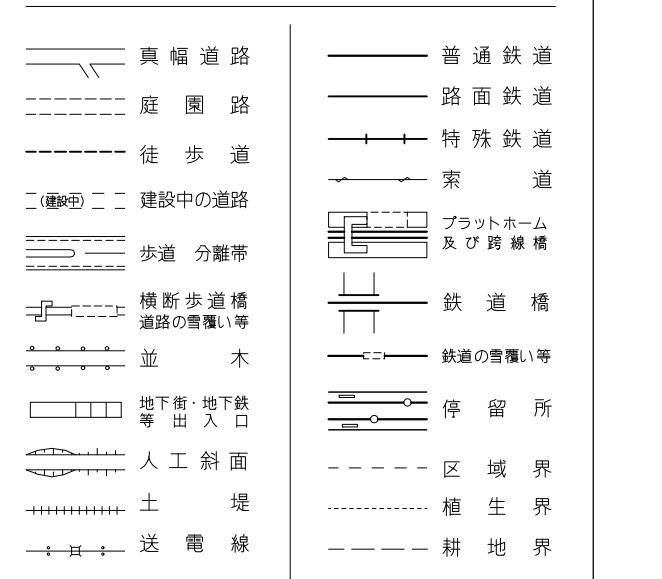 真幅道路
庭園路
徒歩道
(建設中)
建設中の道路
歩道 分離帯
横断歩道橋
道路の雪覆い等
並木
地下街・地下鉄
等出入口
人工斜面
土堤
送電線
普通鉄道
路面鉄道
特殊鉄道
索道
プラットホーム
及び跨線橋
鉄道橋
鉄道の雪覆い等
停留所
区域界
植生界
耕地界